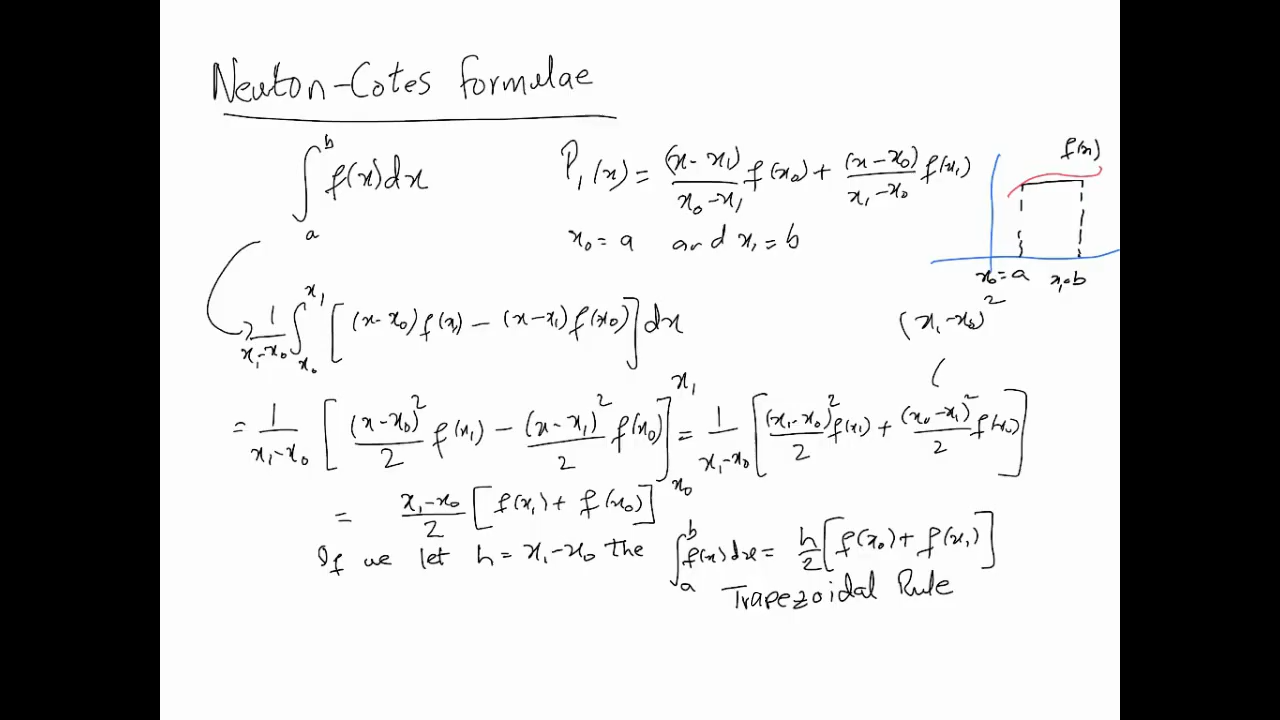 Newton-Cotes formulae
∫_a^b f(x)dx
P₁(x) = (x-x₁)/(x₀-x₁) f(x₀) + (x-x₀)/(x₁-x₀) f(x₁)
x₀ = a and x₁ = b
f(x)
x₀ = a x₁=b
1/(x₁-x₀) ∫_{x₀}^{x₁} [(x-x₀)f(x₁) - (x-x₁)f(x₀)] dx
(x₁-x₀)²
(
= 1/(x₁-x₀) [(x-x₀)²/2 f(x₁) - (x-x₁)²/2 f(x₀)]_{x₀}^{x₁} = 1/(x₁-x₀) [(x₁-x₀)²/2 f(x₁) + (x₀-x₁)²/2 f(x₀)]
= (x₁-x₀)/2 [f(x₁) + f(x₀)]
If we let h = x₁-x₀ the ∫_a^b f(x)dx = h/2 [f(x₀) + f(x₁)]
Trapezoidal Rule